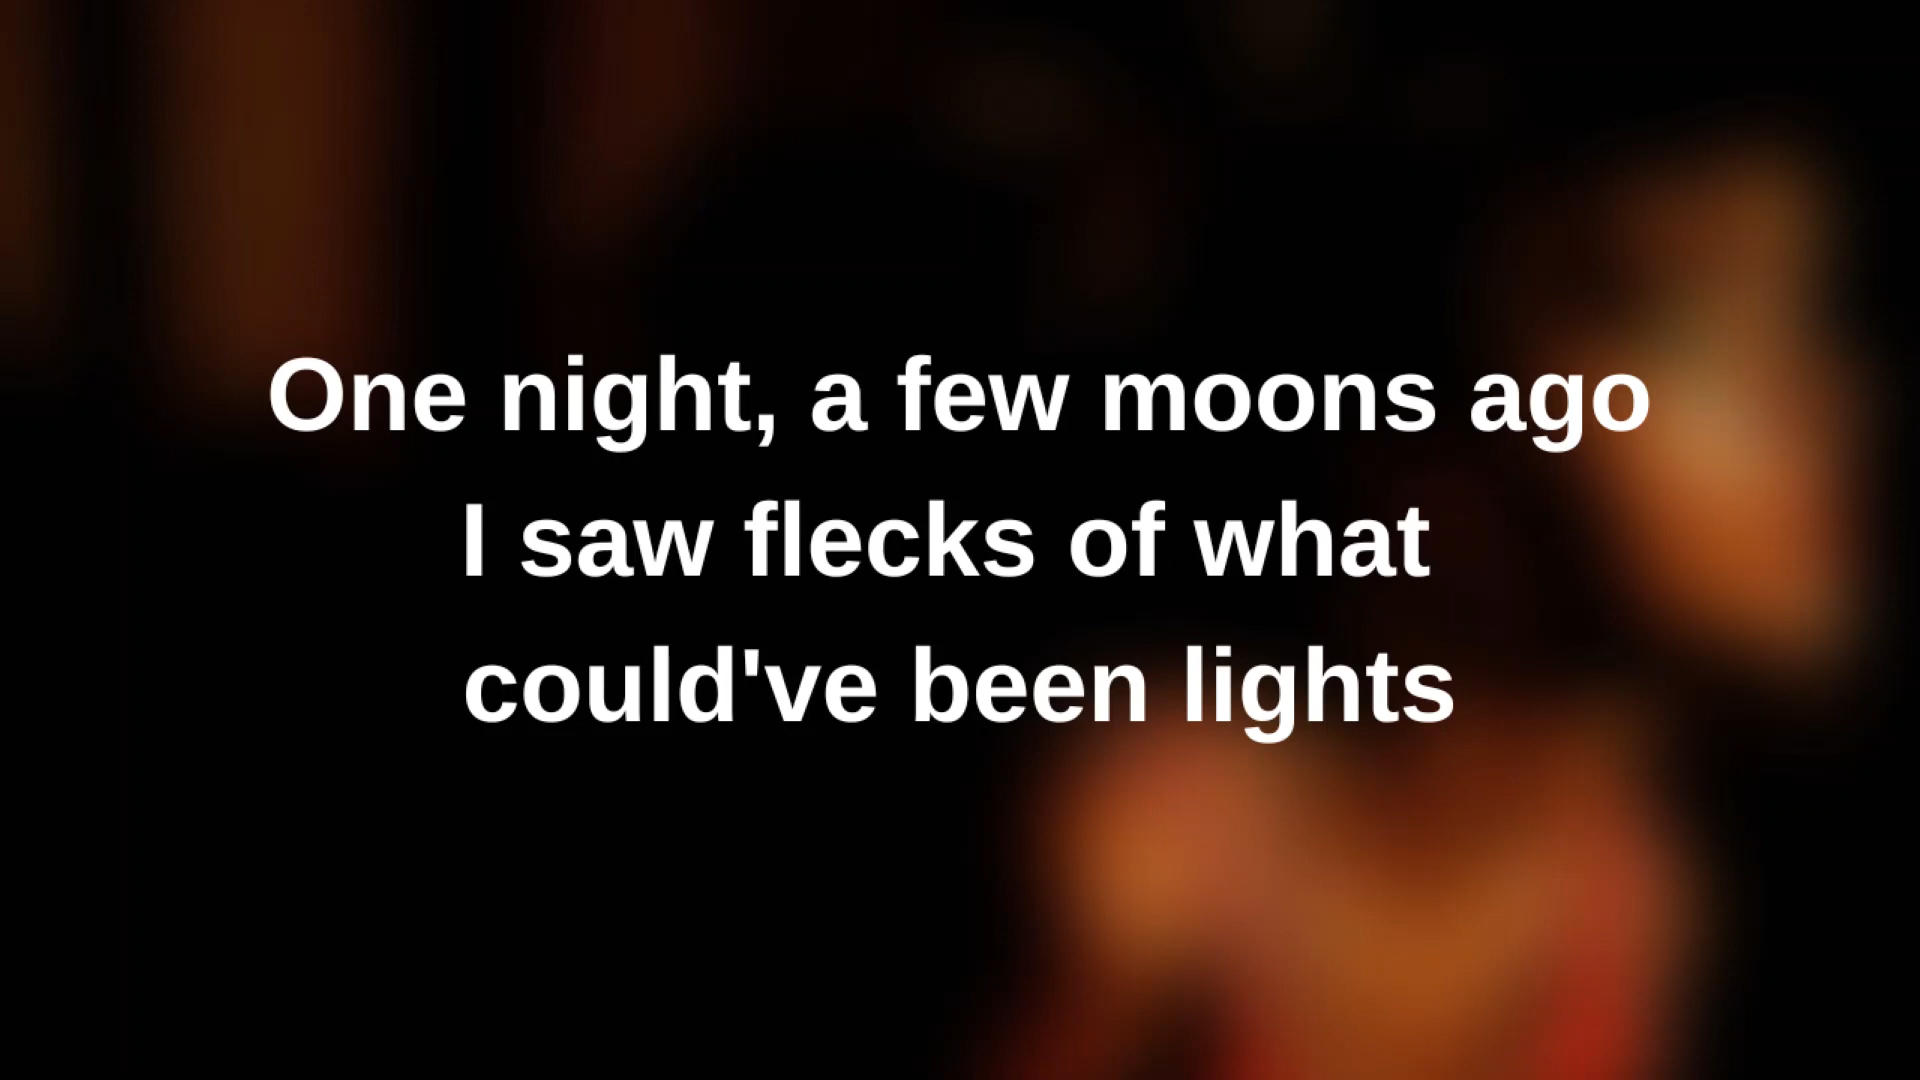 One night, a few moons ago
I saw flecks of what
could've been lights